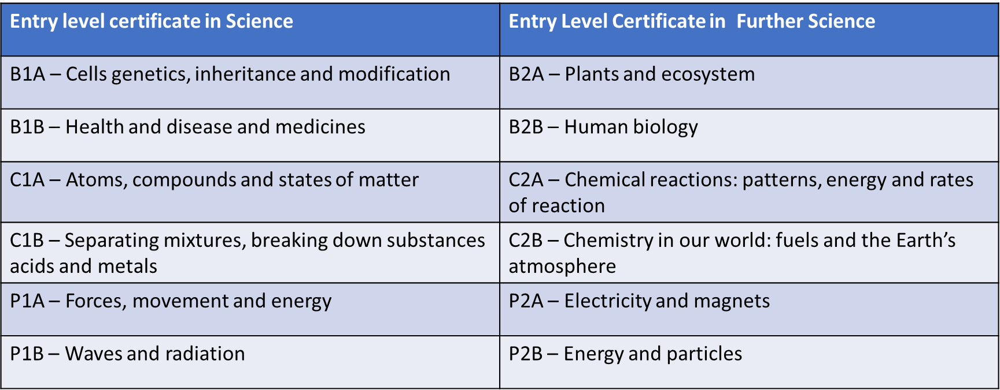 Entry level certificate in Science
Entry Level Certificate in  Further Science
B1A – Cells genetics, inheritance and modification
B2A – Plants and ecosystem
B1B – Health and disease and medicines
B2B – Human biology
C1A – Atoms, compounds and states of matter
C2A – Chemical reactions: patterns, energy and rates
of reaction
C1B – Separating mixtures, breaking down substances
acids and metals
C2B – Chemistry in our world: fuels and the Earth’s
atmosphere
P1A – Forces, movement and energy
P2A – Electricity and magnets
P1B – Waves and radiation
P2B – Energy and particles